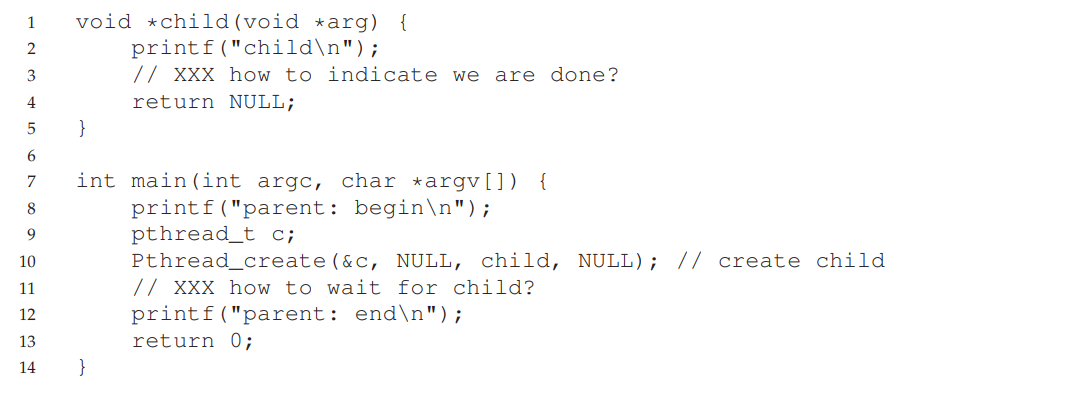 1 void *child(void *arg) {
2 printf("child\n");
3 // XXX how to indicate we are done?
4 return NULL;
5 }
6
7 int main(int argc, char *argv[]) {
8 printf("parent: begin\n");
9 pthread_t c;
10 Pthread_create(&c, NULL, child, NULL); // create child
11 // XXX how to wait for child?
12 printf("parent: end\n");
13 return 0;
14 }